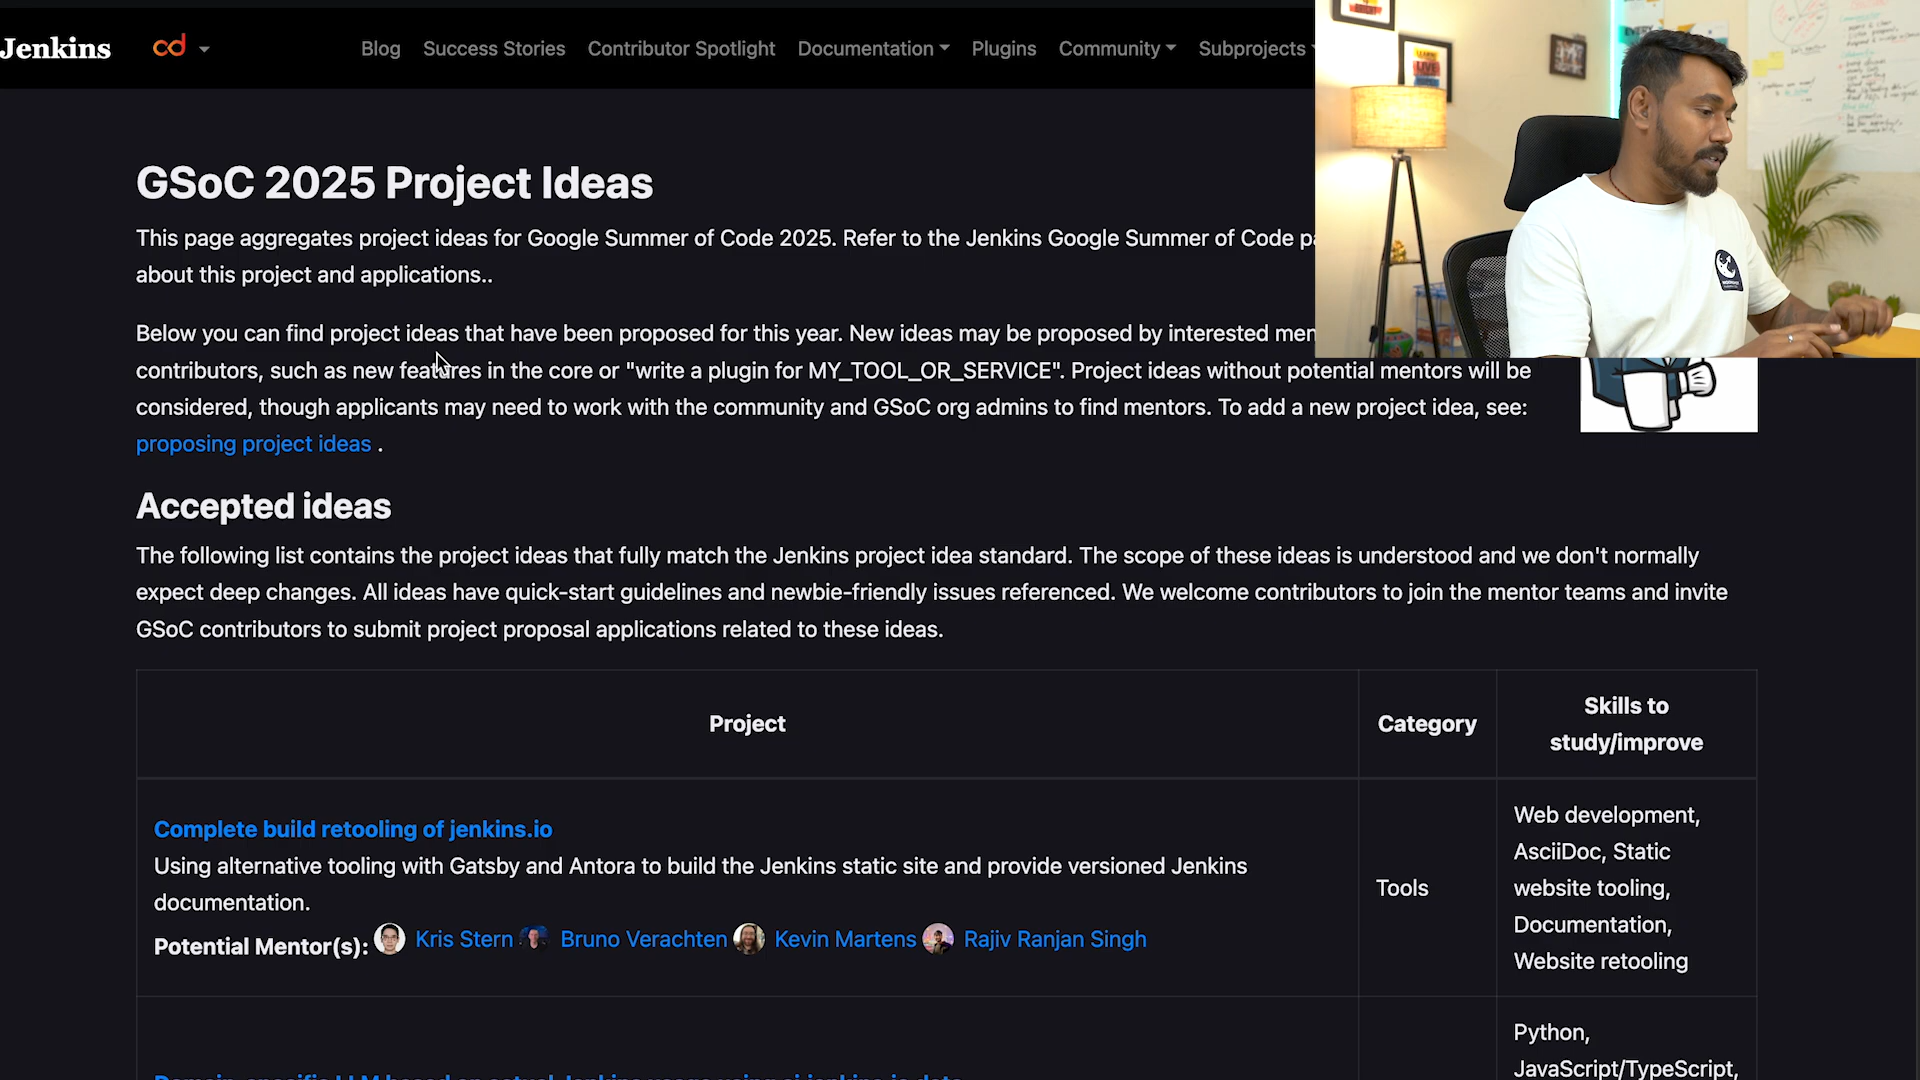 Jenkins
Blog Success Stories Contributor Spotlight Documentation Plugins Community Subprojects
GSoC 2025 Project Ideas
This page aggregates project ideas for Google Summer of Code 2025. Refer to the Jenkins Google Summer of Code
about this project and applications..
Below you can find project ideas that have been proposed for this year. New ideas may be proposed by interested
contributors, such as new features in the core or "write a plugin for MY_TOOL_OR_SERVICE". Project ideas without potential mentors will be
considered, though applicants may need to work with the community and GSoC org admins to find mentors. To add a new project idea, see:
proposing project ideas .
Accepted ideas
The following list contains the project ideas that fully match the Jenkins project idea standard. The scope of these ideas is understood and we don't normally
expect deep changes. All ideas have quick-start guidelines and newbie-friendly issues referenced. We welcome contributors to join the mentor teams and invite
GSoC contributors to submit project proposal applications related to these ideas.
Project
Category
Skills to
study/improve
Complete build retooling of jenkins.io
Using alternative tooling with Gatsby and Antora to build the Jenkins static site and provide versioned Jenkins
documentation.
Potential Mentor(s): Kris Stern Bruno Verachten Kevin Martens Rajiv Ranjan Singh
Tools
Web development,
AsciiDoc, Static
website tooling,
Documentation,
Website retooling
Python,
JavaScript/TypeScript,